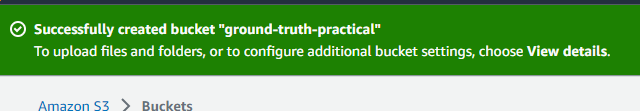 Successfully created bucket "ground-truth-practical"
To upload files and folders, or to configure additional bucket settings, choose View details.
Amazon S3 > Buckets